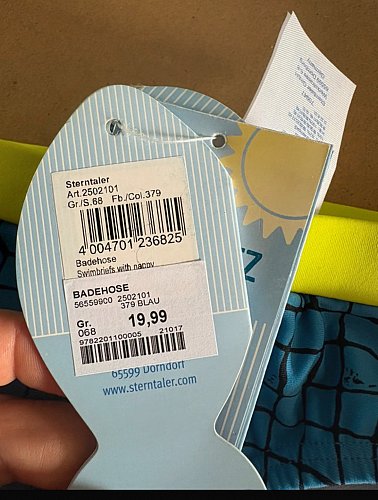 Sterntaler
Art.2502101
Gr./S.68 Fb./Col.379
4 004701 236825
Badehose
Swimbriefs with nappy
BADEHOSE
56559900 2502101
379 BLAU
Gr. 19,99
068
21017
9782201100005
65599 Dorndorf
www.sterntaler.com
TZ